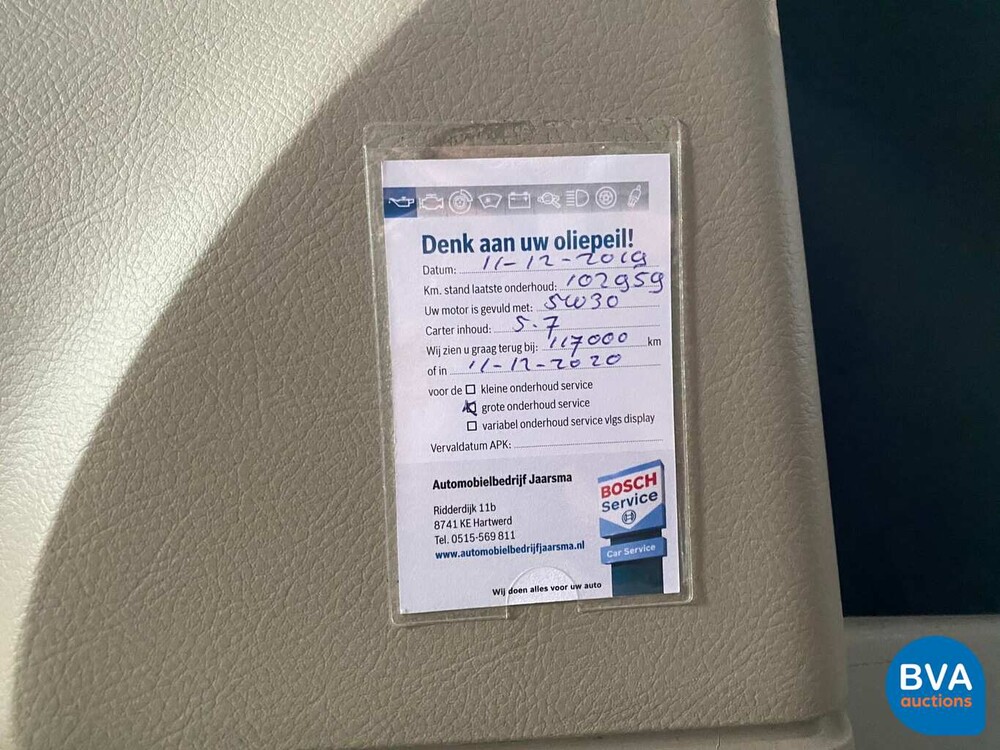 Denk aan uw oliepeil!
Datum: 11-12-2019
Km. stand laatste onderhoud: 102959
Uw motor is gevuld met: 5W30
Carter inhoud: 5.7
Wij zien u graag terug bij: 117000 km
of in 11-12-2020
voor de kleine onderhoud service
grote onderhoud service
variabel onderhoud service vlgs display
Vervaldatum APK:
Automobielbedrijf Jaarsma
Ridderdijk 11b
8741 KE Hartwerd
Tel. 0515-569 811
www.automobielbedrijfjaarsma.nl
BOSCH
Service
Car Service
Wij doen alles voor uw auto
BVA
auctions